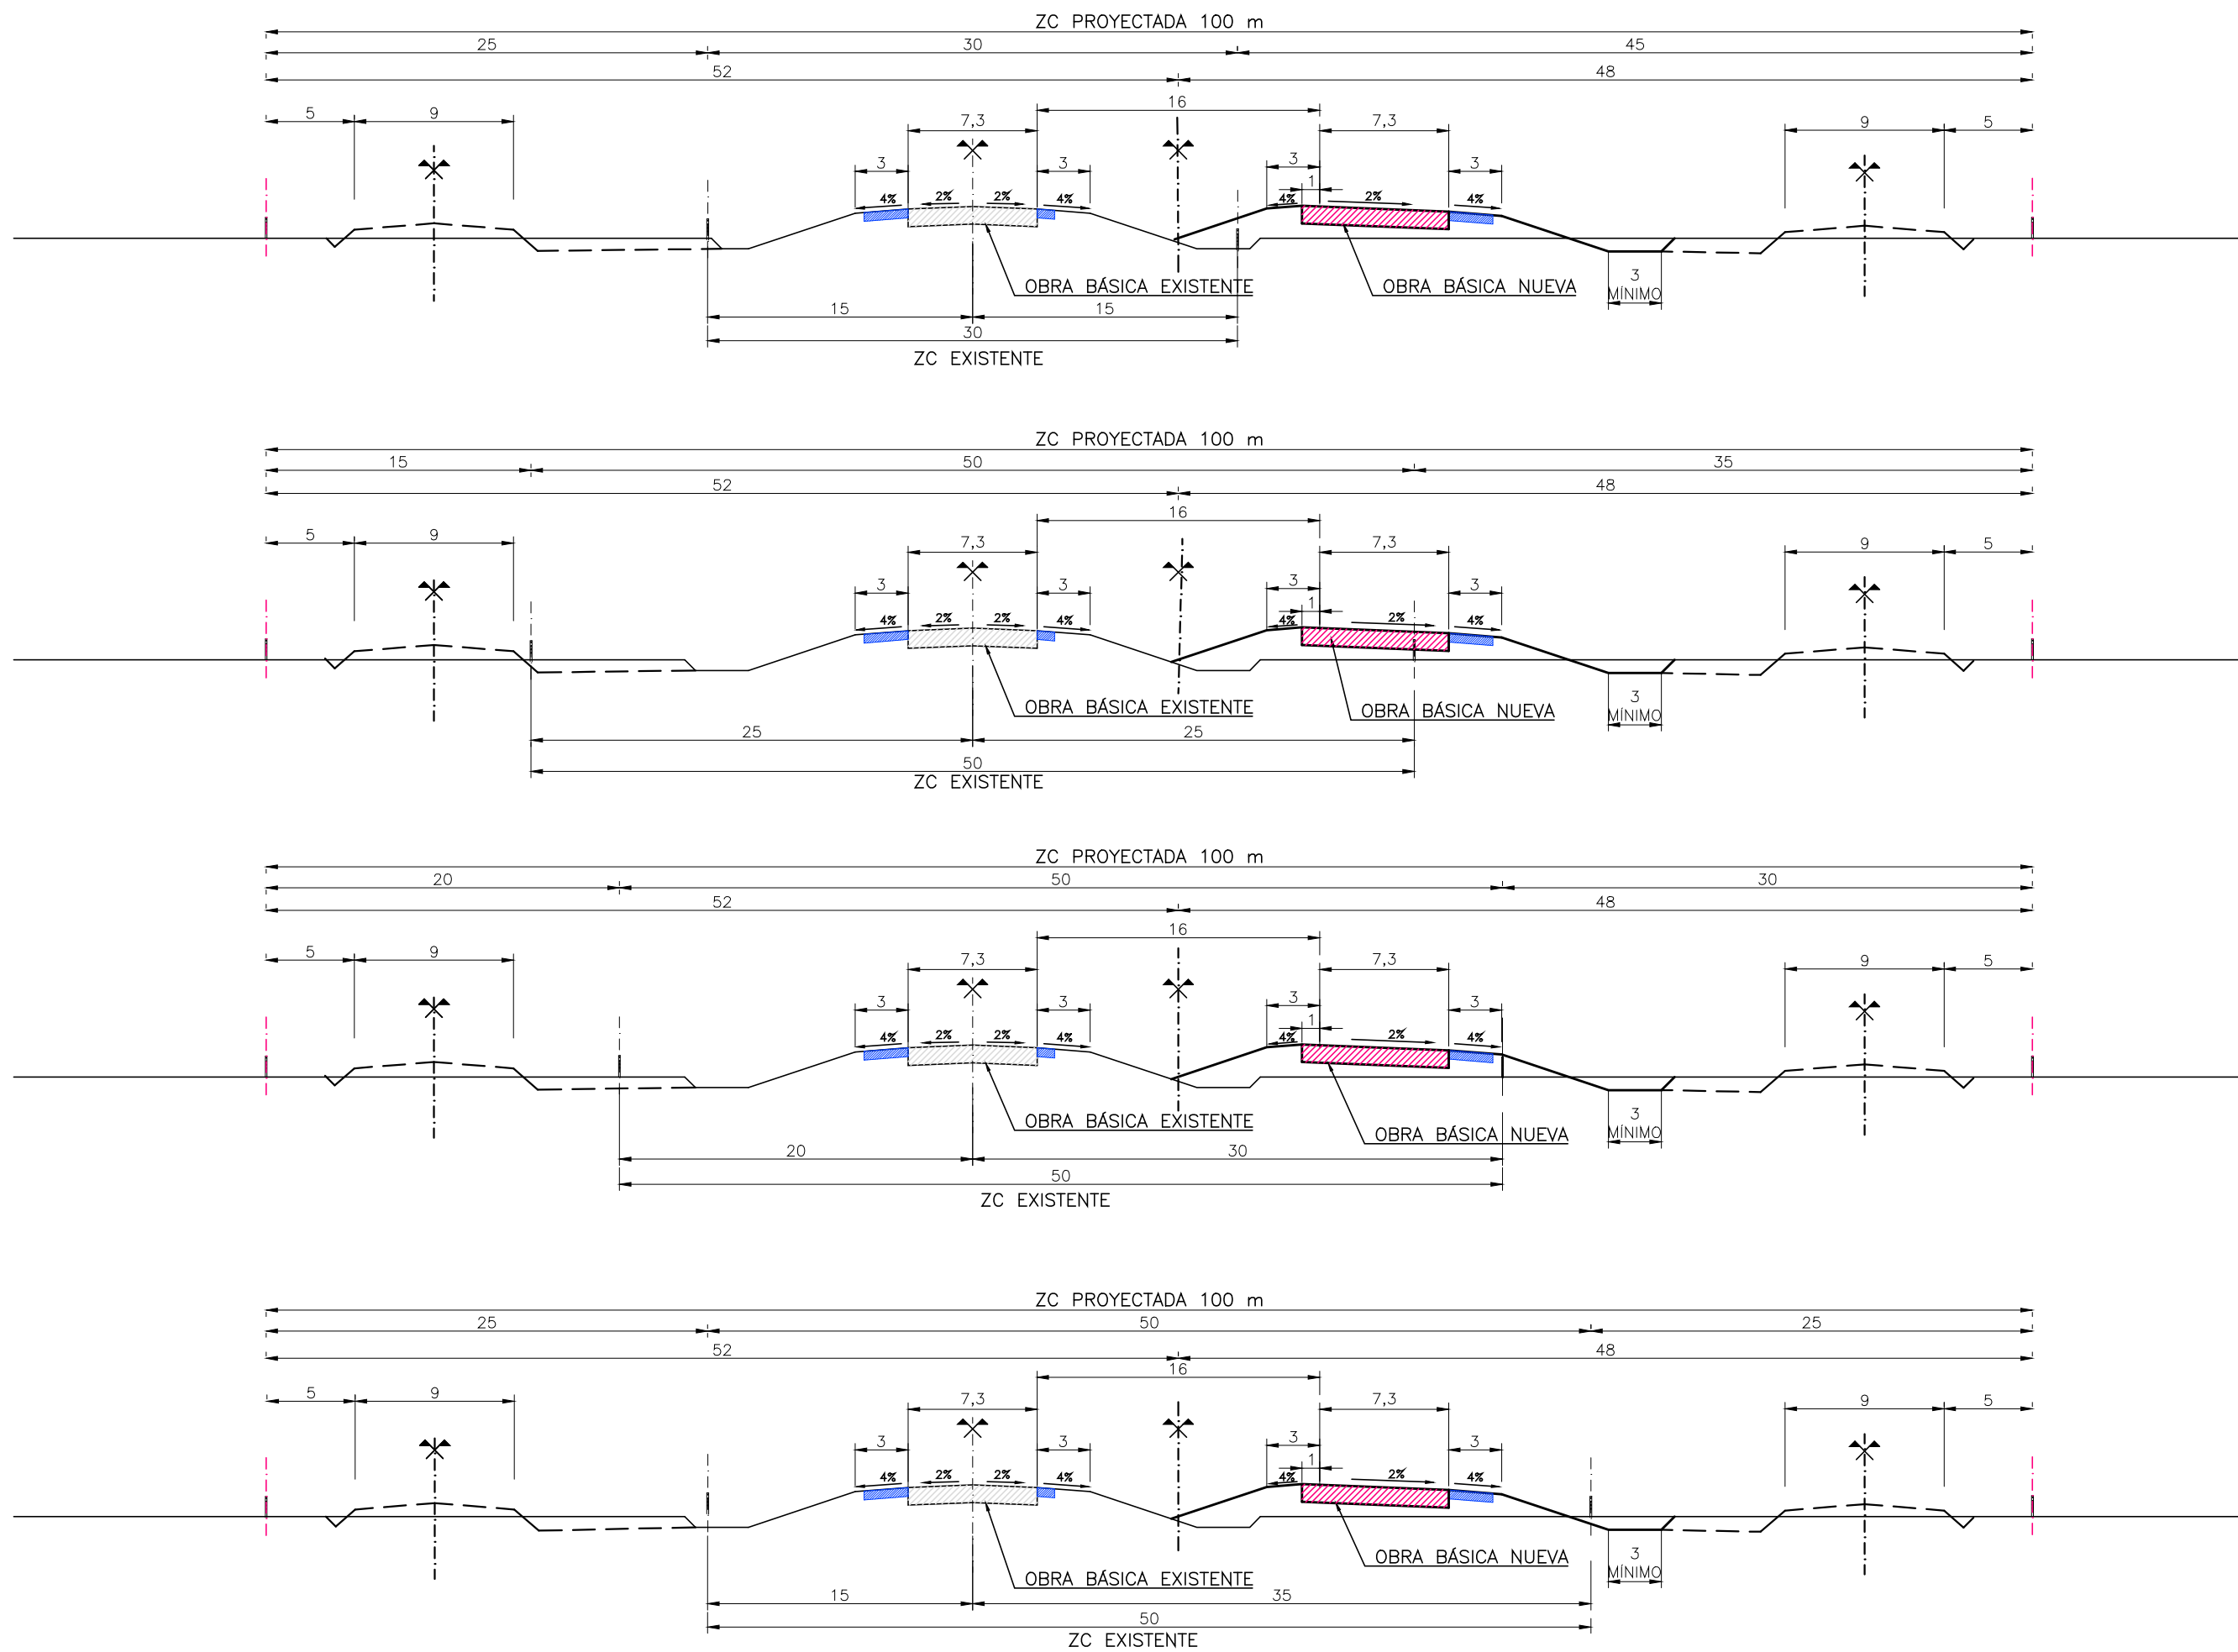 ZC PROYECTADA 100 m
25 30 45
52 48
16
5 9 7,3 7,3 9 5
3 3 3 3
1
4% 2% 2% 4% 4% 2% 4%
OBRA BÁSICA EXISTENTE OBRA BÁSICA NUEVA
3
MÍNIMO
15 15
30
ZC EXISTENTE
ZC PROYECTADA 100 m
15 50 35
52 48
16
5 9 7,3 7,3 9 5
3 3 3 3
1
4% 2% 2% 4% 4% 2% 4%
OBRA BÁSICA EXISTENTE OBRA BÁSICA NUEVA
3
MÍNIMO
25 25
50
ZC EXISTENTE
ZC PROYECTADA 100 m
20 50 30
52 48
16
5 9 7,3 7,3 9 5
3 3 3 3
1
4% 2% 2% 4% 4% 2% 4%
OBRA BÁSICA EXISTENTE OBRA BÁSICA NUEVA
3
MÍNIMO
20 30
50
ZC EXISTENTE
ZC PROYECTADA 100 m
25 50 25
52 48
16
5 9 7,3 7,3 9 5
3 3 3 3
1
4% 2% 2% 4% 4% 2% 4%
OBRA BÁSICA EXISTENTE OBRA BÁSICA NUEVA
3
MÍNIMO
15 35
50
ZC EXISTENTE